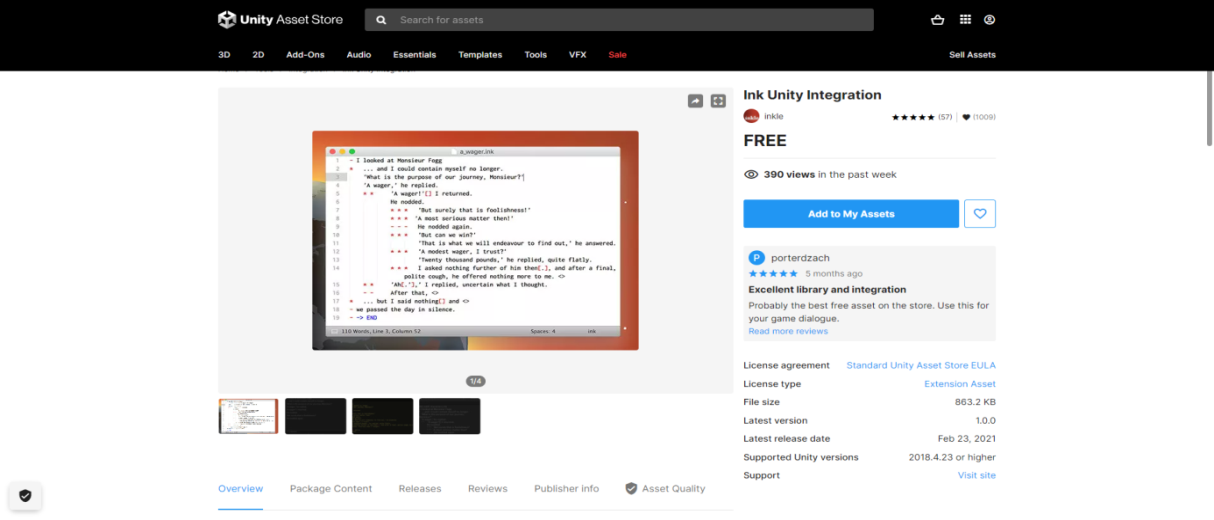 Unity Asset Store
Search for assets
3D 2D Add-Ons Audio Essentials Templates Tools VFX Sale
Sell Assets
Ink Unity Integration
inkle
(57) (1009)
FREE
390 views in the past week
Add to My Assets
P porterdzach
5 months ago
Excellent library and integration
Probably the best free asset on the store. Use this for
your game dialogue.
Read more reviews
License agreement Standard Unity Asset Store EULA
License type Extension Asset
File size 863.2 KB
Latest version 1.0.0
Latest release date Feb 23, 2021
Supported Unity versions 2018.4.23 or higher
Support Visit site
a_wager.ink
1 - I looked at Monsieur Fogg
2 * ... and I could contain myself no longer.
3 'What is the purpose of our journey, Monsieur?'
4 'A wager,' he replied.
5 * * 'A wager!'[] I returned.
6 He nodded.
7 * * * 'But surely that is foolishness!'
8 * * * 'A most serious matter then!'
9 - - - He nodded again.
10 * * * 'But can we win?'
11 'That is what we will endeavour to find out,' he answered.
12 * * * 'A modest wager, I trust?'
13 'Twenty thousand pounds,' he replied, quite flatly.
14 * * * I asked nothing further of him then[.], and after a final,
polite cough, he offered nothing more to me. <>
15 * * 'Ah[.'],' I replied, uncertain what I thought.
16 - - After that, <>
17 * ... but I said nothing[] and <>
18 - we passed the day in silence.
19 - -> END
110 Words, Line 3, Column 52 Spaces: 4 ink
1/4
Overview Package Content Releases Reviews Publisher info Asset Quality